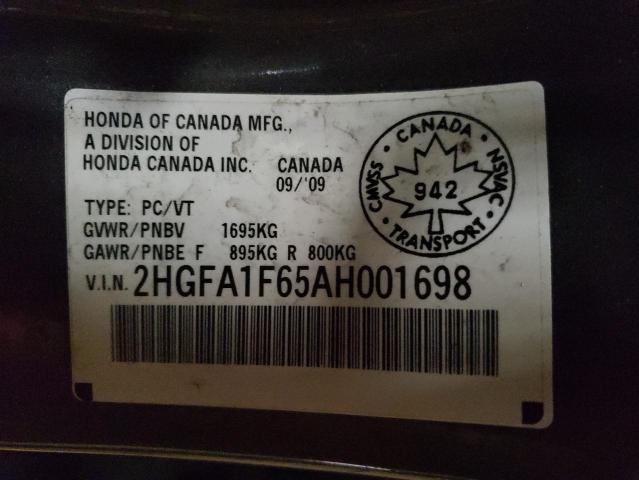 HONDA OF CANADA MFG.,
A DIVISION OF
HONDA CANADA INC. CANADA
09/'09
TYPE: PC/VT
GVWR/PNBV 1695KG
GAWR/PNBE F 895KG R 800KG
V.I.N. 2HGFA1F65AH001698
• CANADA •
CMVSS
942
NSVAC
• TRANSPORT •